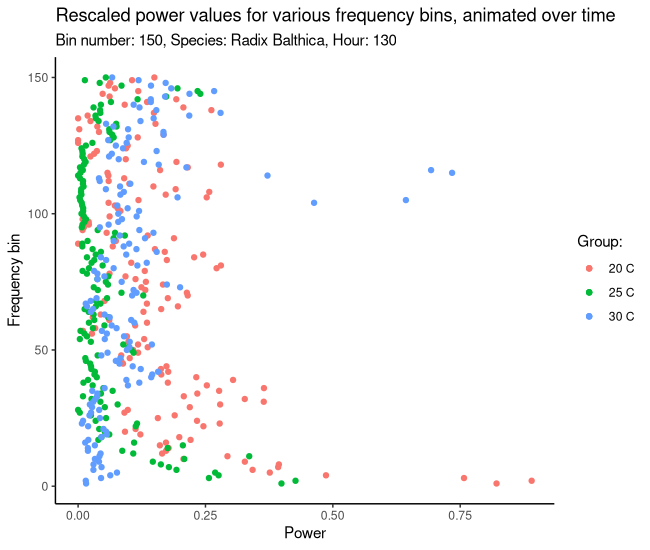 Rescaled power values for various frequency bins, animated over time
Bin number: 150, Species: Radix Balthica, Hour: 130
150
100
50
0
Frequency bin
0.00 0.25 0.50 0.75
Power
Group:
20 C
25 C
30 C